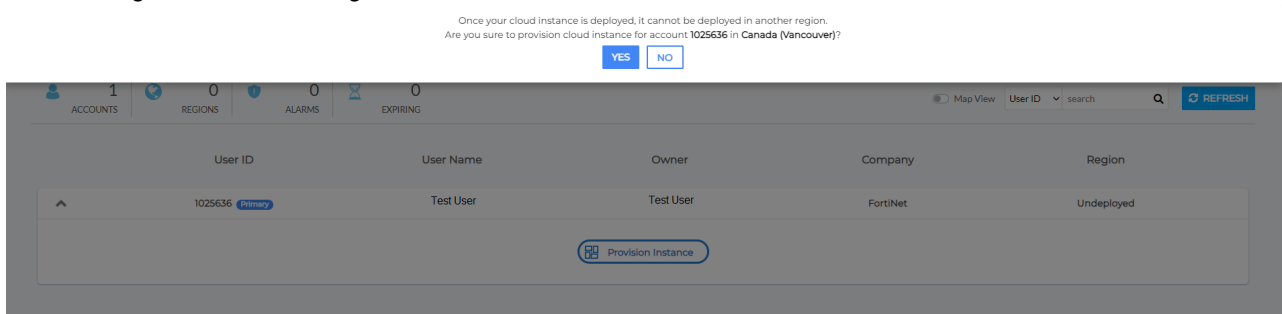 Once your cloud instance is deployed, it cannot be deployed in another region.
Are you sure to provision cloud instance for account 1025636 in Canada (Vancouver)?
YES NO
1 0 0 0
ACCOUNTS REGIONS ALARMS EXPIRING
Map View User ID search REFRESH
User ID User Name Owner Company Region
1025636 Primary Test User Test User FortiNet Undeployed
Provision Instance